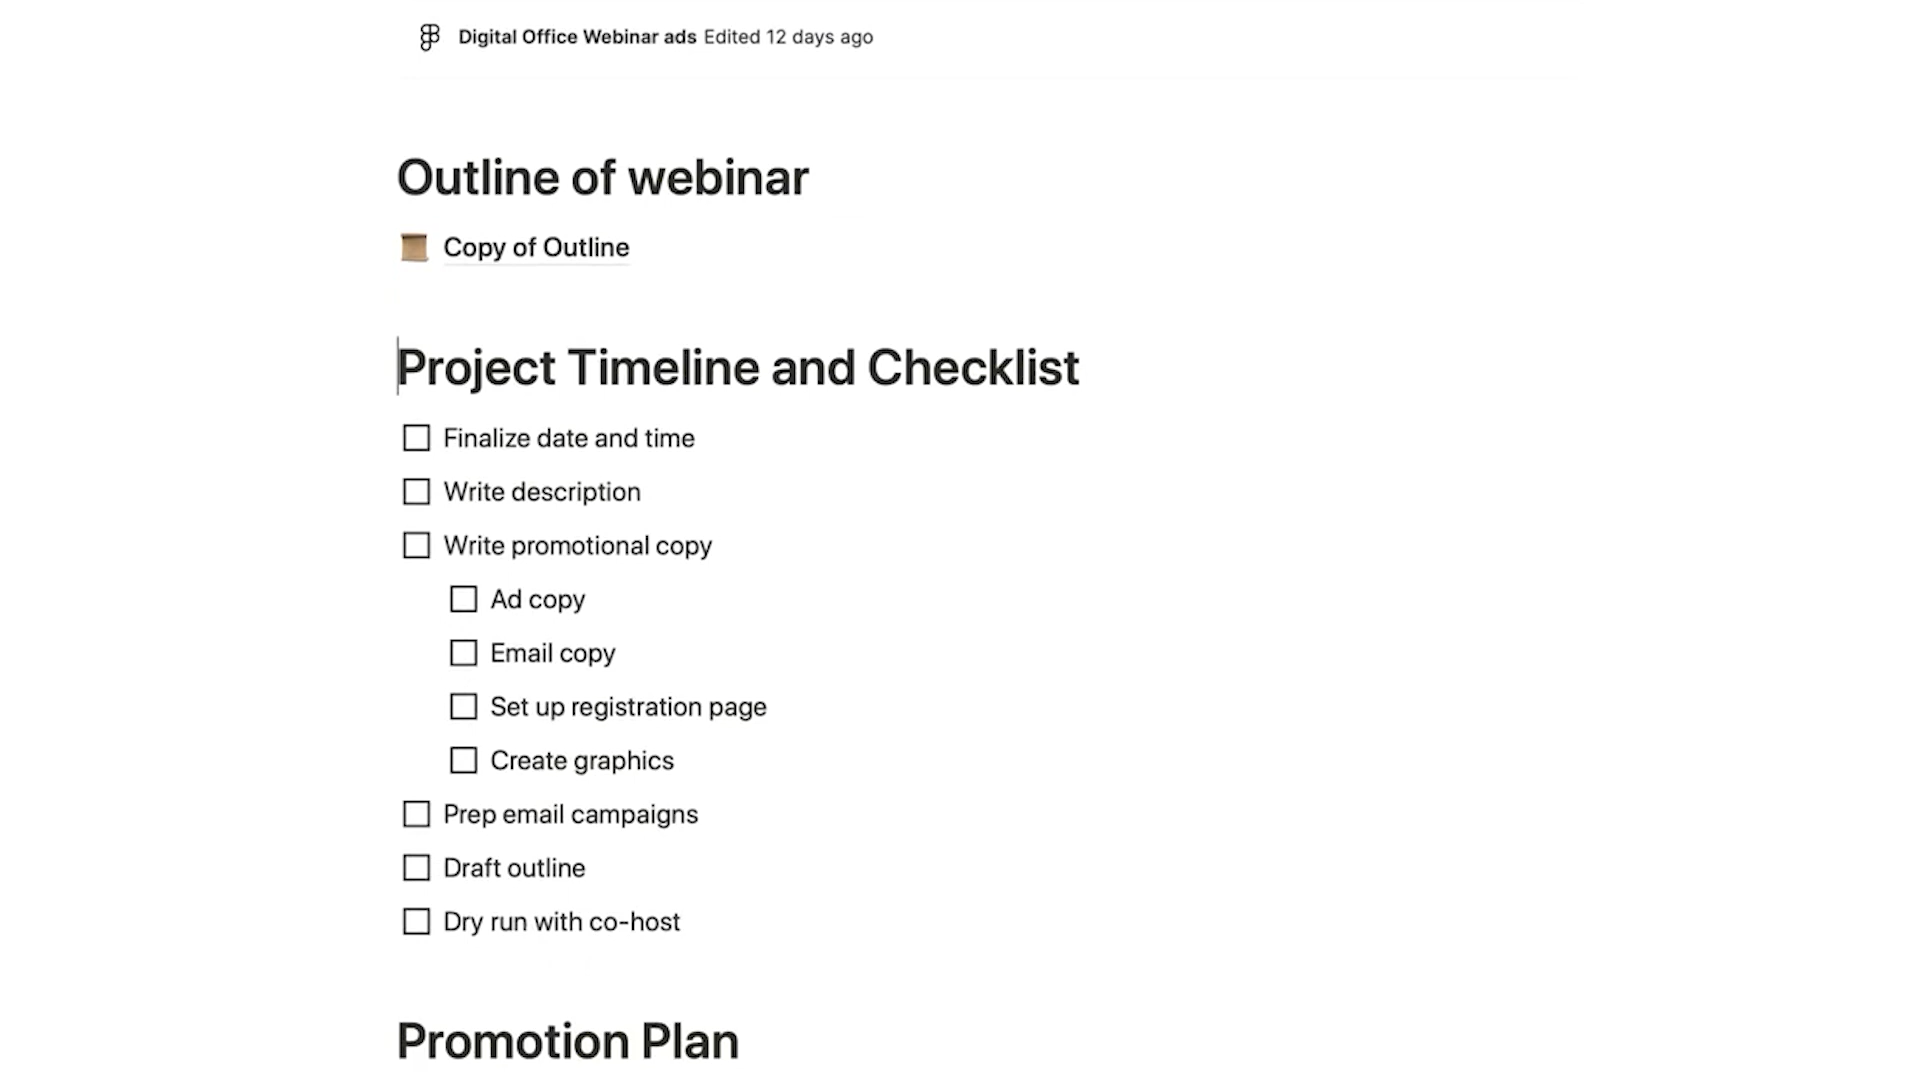 Digital Office Webinar ads Edited 12 days ago
Outline of webinar
Copy of Outline
Project Timeline and Checklist
Finalize date and time
Write description
Write promotional copy
Ad copy
Email copy
Set up registration page
Create graphics
Prep email campaigns
Draft outline
Dry run with co-host
Promotion Plan